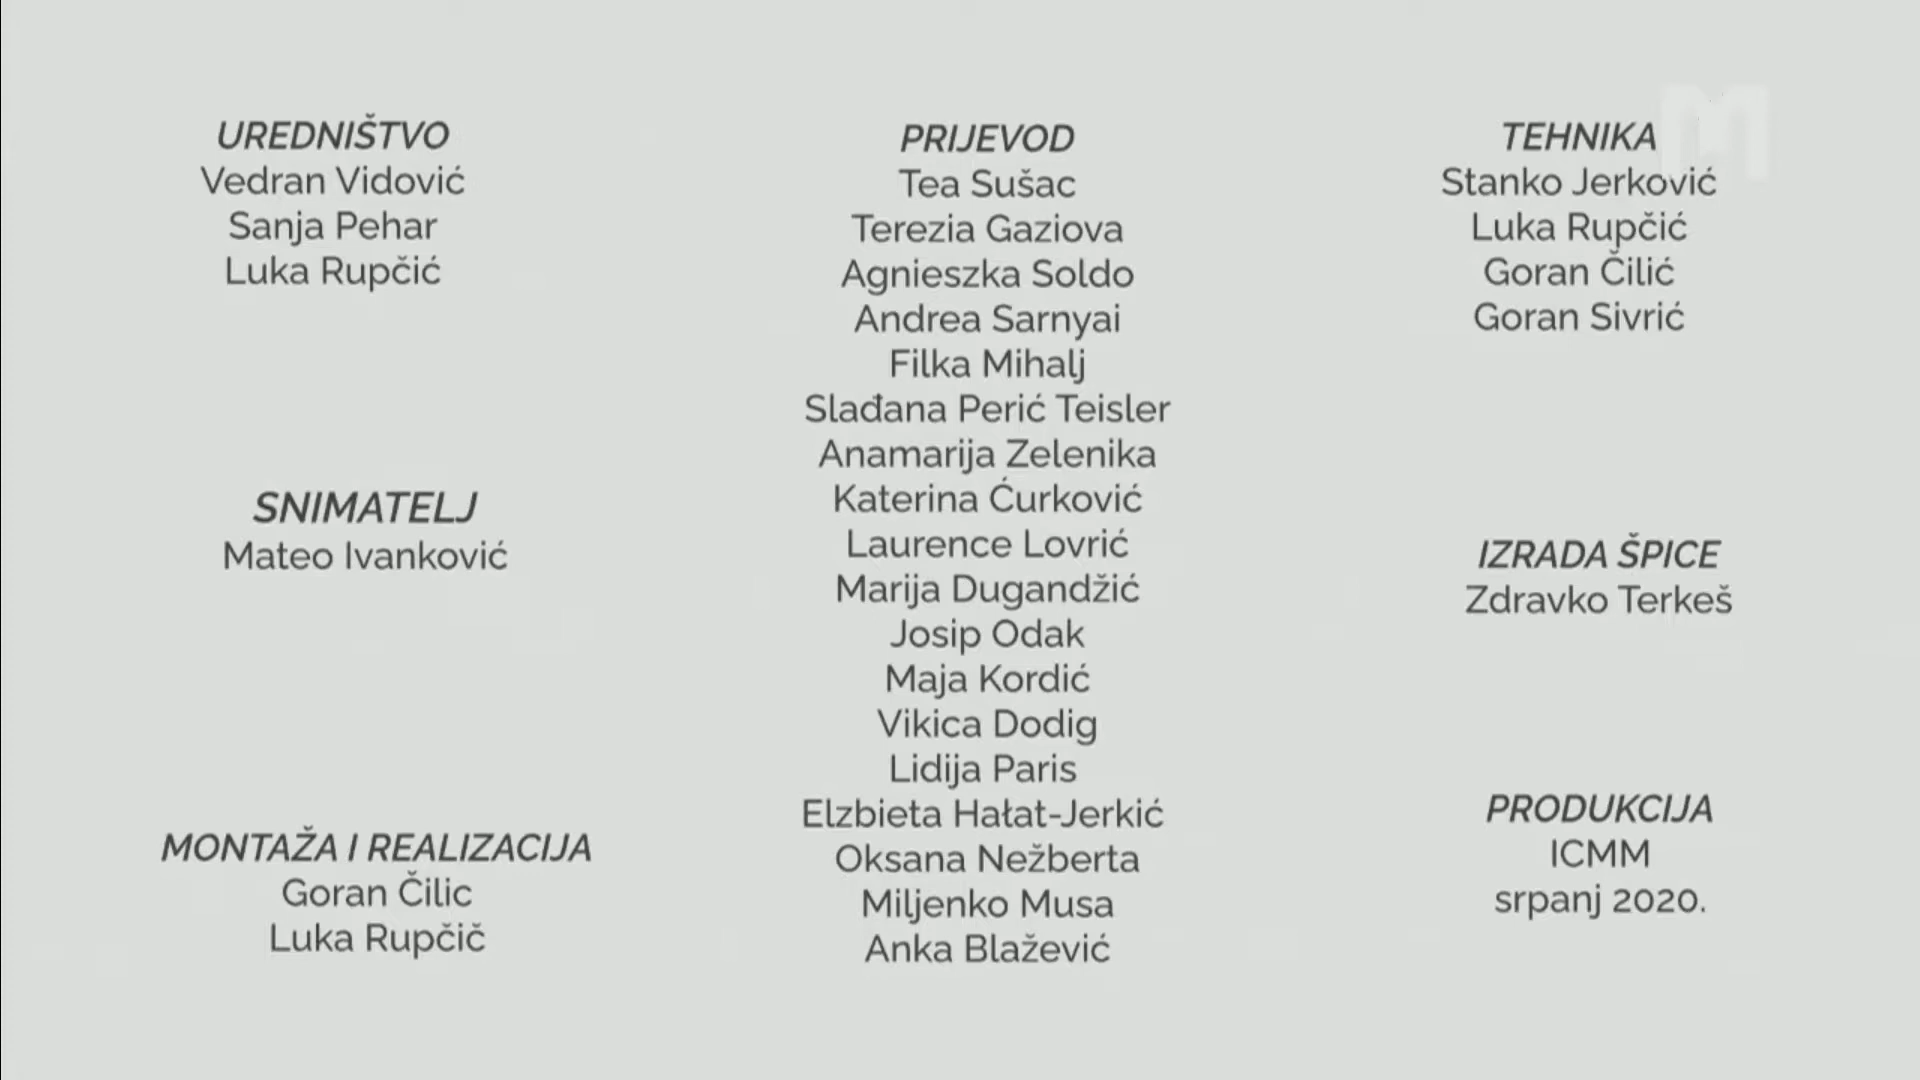 UREDNIŠTVO
Vedran Vidović
Sanja Pehar
Luka Rupčić
SNIMATELJ
Mateo Ivanković
MONTAŽA I REALIZACIJA
Goran Čilic
Luka Rupčič
PRIJEVOD
Tea Sušac
Terezia Gaziova
Agnieszka Soldo
Andrea Sarnyai
Filka Mihalj
Slađana Perić Teisler
Anamarija Zelenika
Katerina Ćurković
Laurence Lovrić
Marija Dugandžić
Josip Odak
Maja Kordić
Vikica Dodig
Lidija Paris
Elzbieta Hałat-Jerkić
Oksana Nežberta
Miljenko Musa
Anka Blažević
M
TEHNIKA
Stanko Jerković
Luka Rupčić
Goran Čilić
Goran Sivrić
IZRADA ŠPICE
Zdravko Terkeš
PRODUKCIJA
ICMM
srpanj 2020.